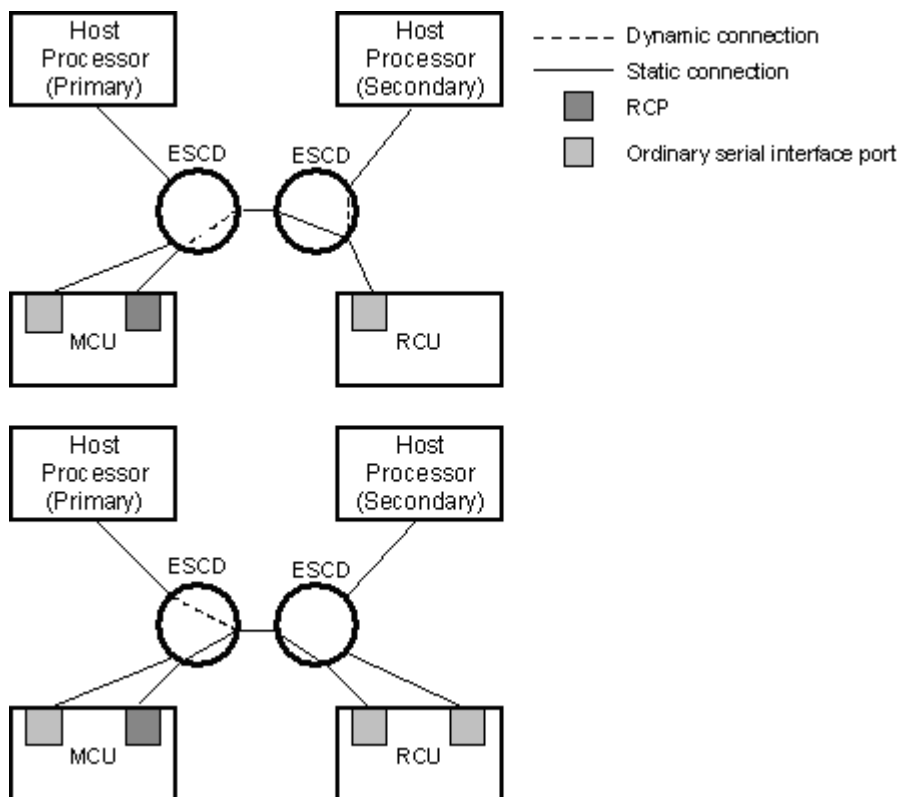 Host
Processor
(Primary)
Host
Processor
(Secondary)
Dynamic connection
Static connection
RCP
Ordinary serial interface port
ESCD
ESCD
MCU
RCU
Host
Processor
(Primary)
Host
Processor
(Secondary)
ESCD
ESCD
MCU
RCU